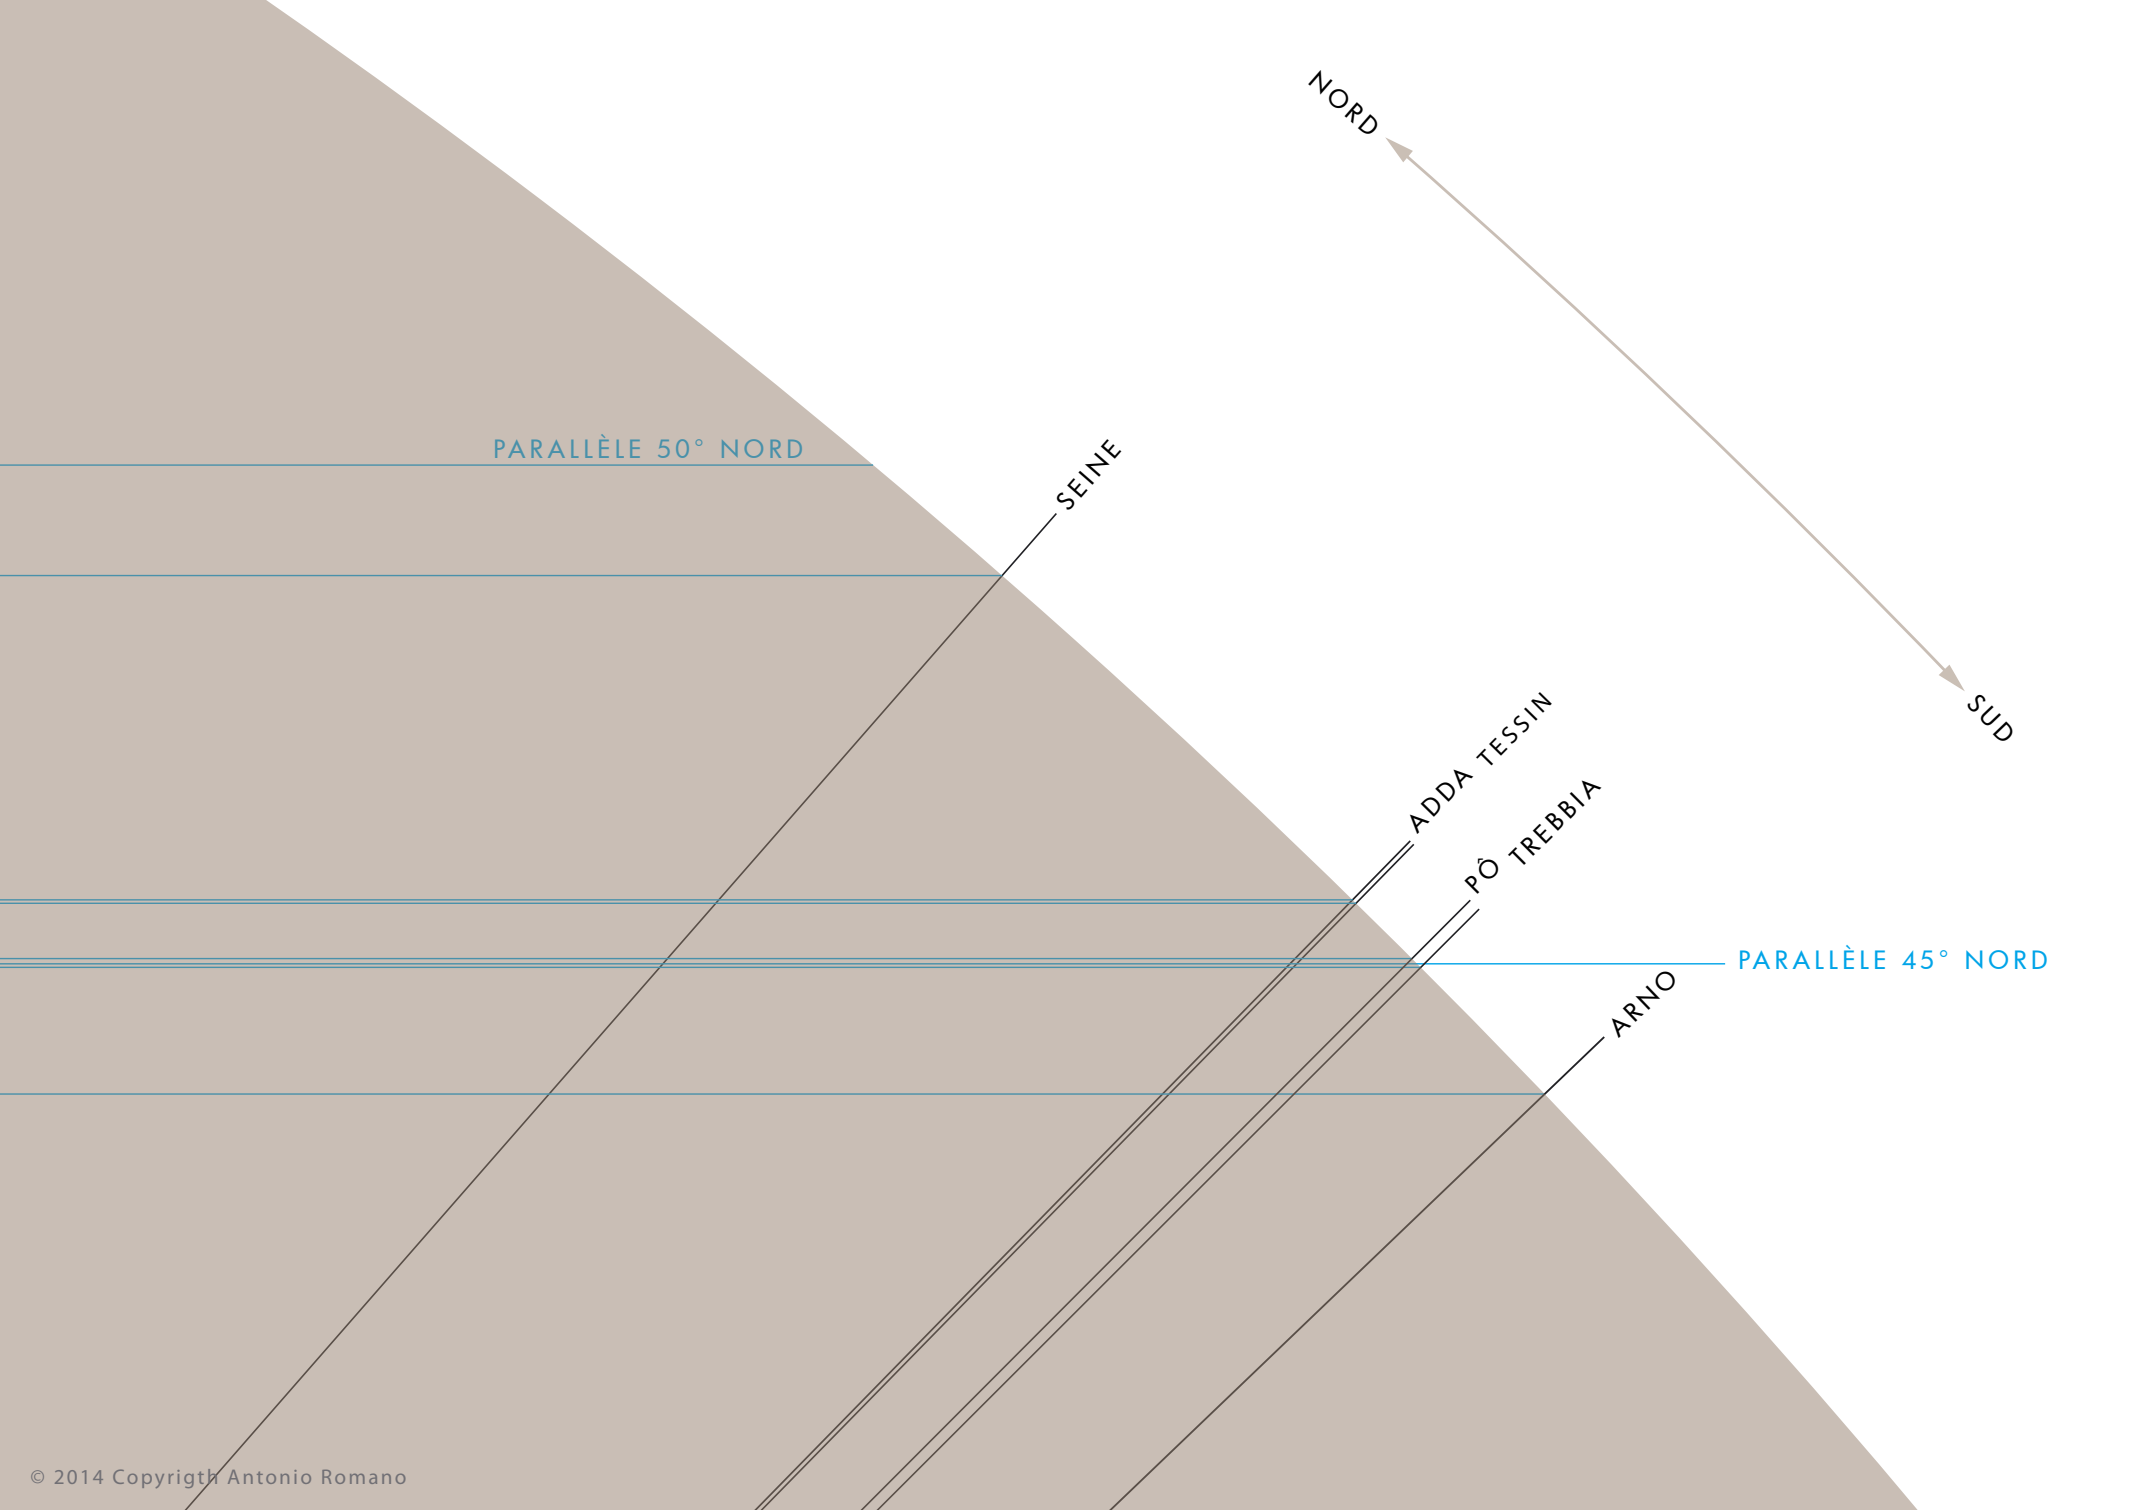 NORD
PARALLÈLE 50° NORD
SEINE
SUD
ADDA TESSIN
PÔ TREBBIA
PARALLÈLE 45° NORD
ARNO
© 2014 Copyrigth Antonio Romano